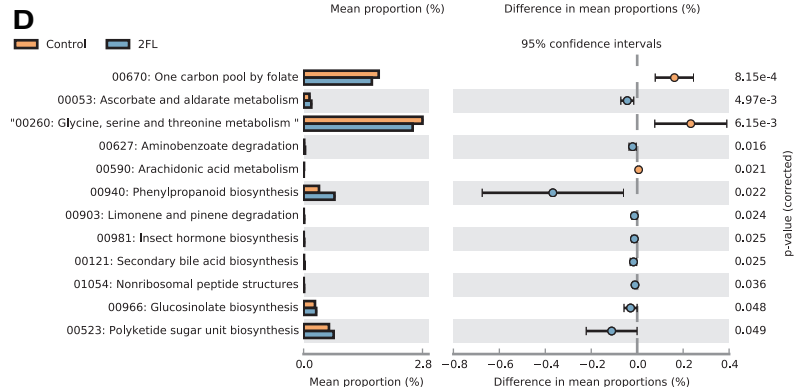 D
Mean proportion (%)
Difference in mean proportions (%)
Control
2FL
95% confidence intervals
00670: One carbon pool by folate
8.15e-4
00053: Ascorbate and aldarate metabolism
4.97e-3
"00260: Glycine, serine and threonine metabolism "
6.15e-3
00627: Aminobenzoate degradation
0.016
00590: Arachidonic acid metabolism
0.021
00940: Phenylpropanoid biosynthesis
0.022
00903: Limonene and pinene degradation
0.024
00981: Insect hormone biosynthesis
0.025
00121: Secondary bile acid biosynthesis
0.025
01054: Nonribosomal peptide structures
0.036
00966: Glucosinolate biosynthesis
0.048
00523: Polyketide sugar unit biosynthesis
0.049
p-value (corrected)
0.0 2.8
−0.8 −0.6 −0.4 −0.2 0.0 0.2 0.4
Mean proportion (%)
Difference in mean proportions (%)